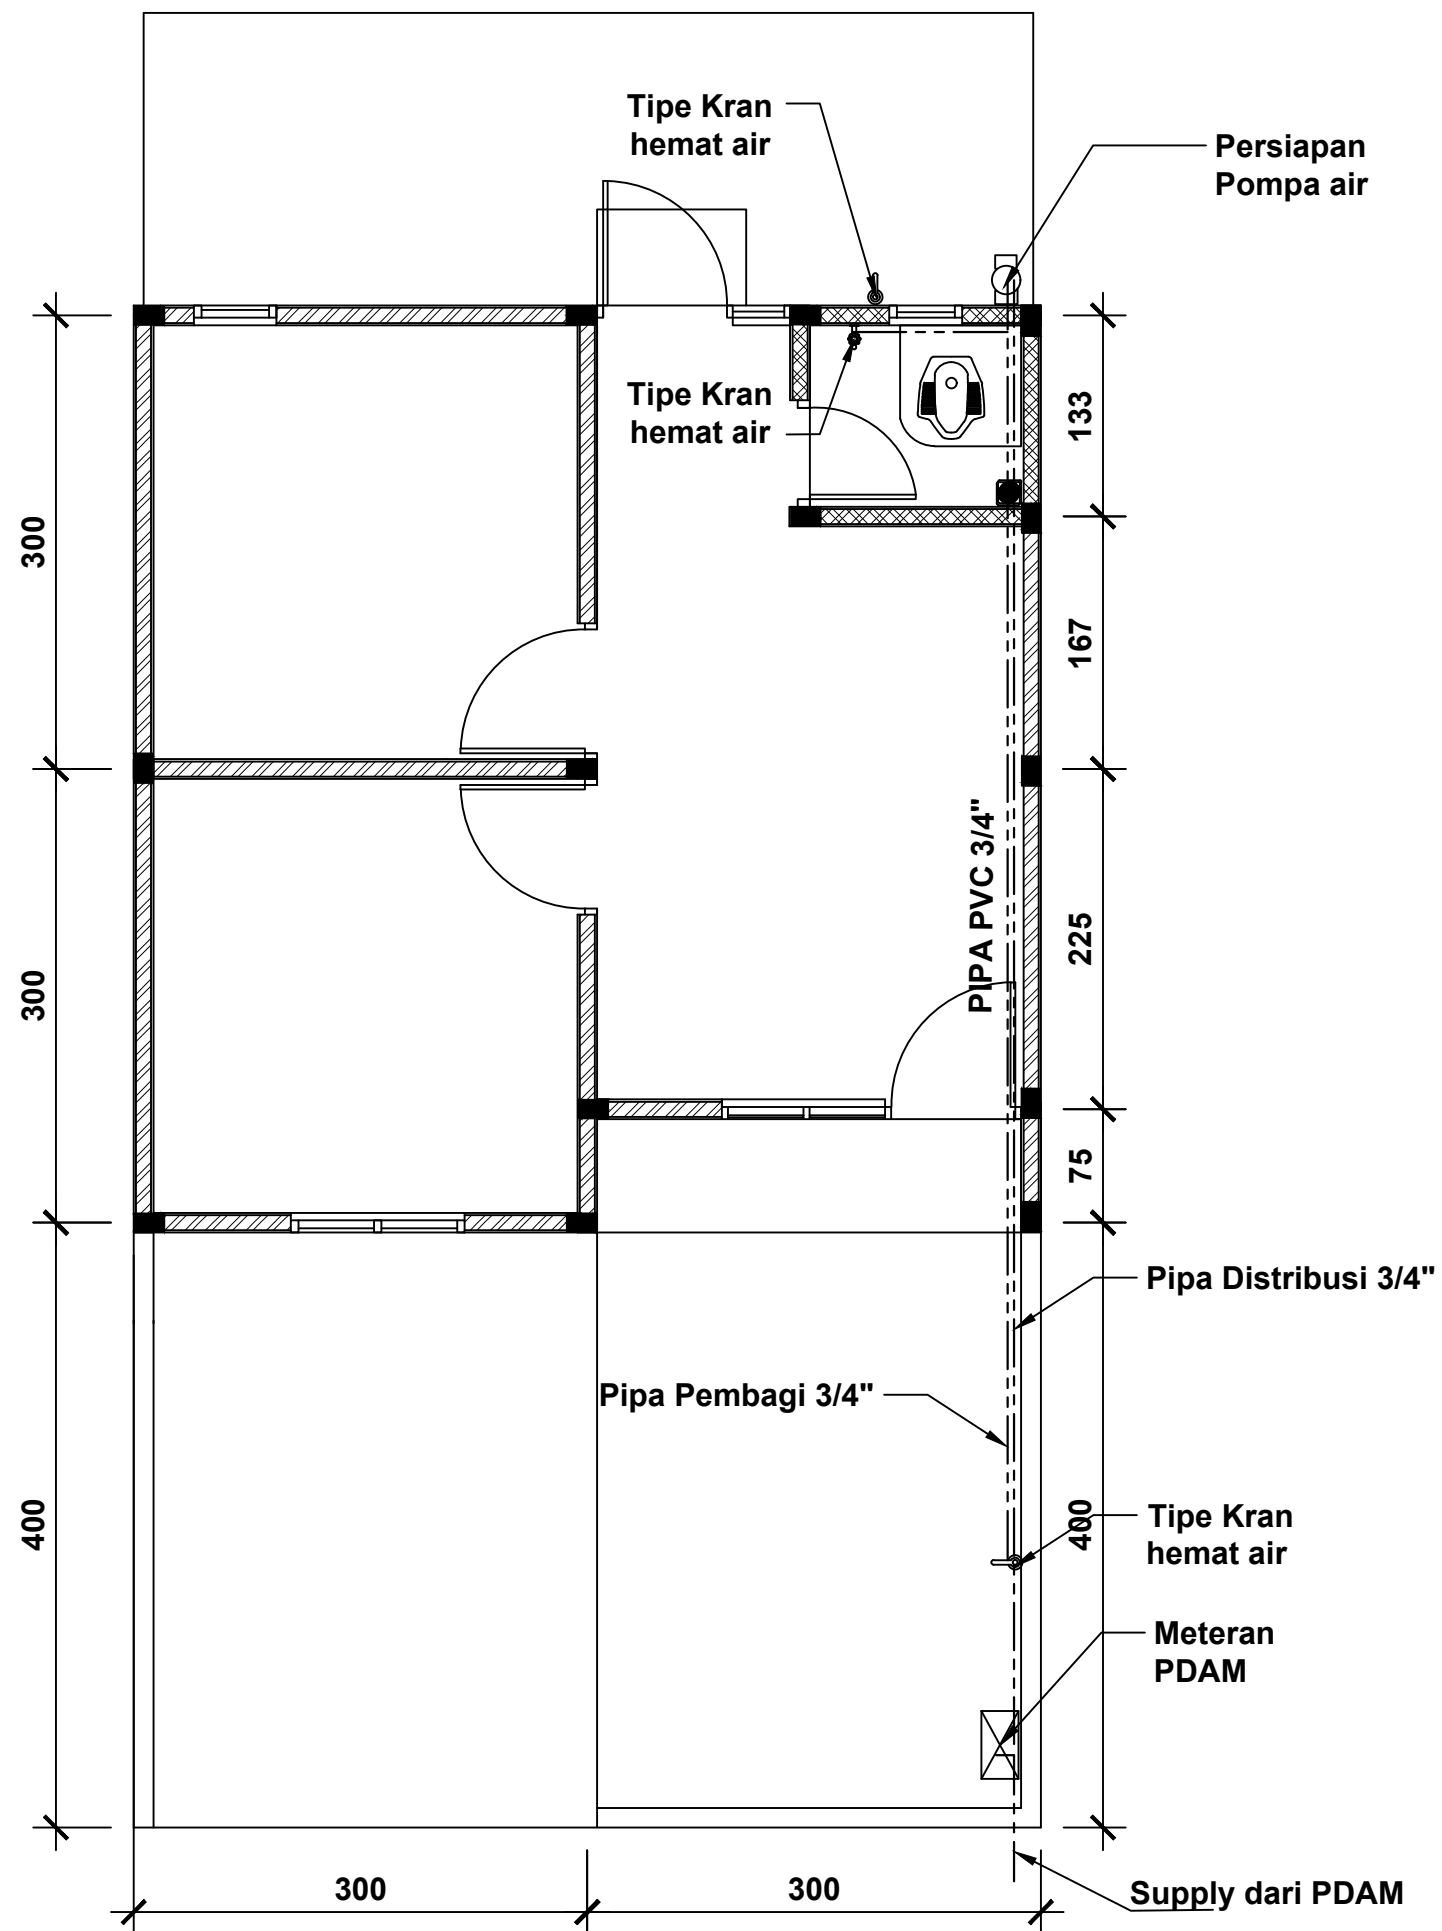 Tipe Kran
hemat air
Persiapan
Pompa air
Tipe Kran
hemat air
133
300
167
PIPA PVC 3/4"
225
300
75
Pipa Distribusi 3/4"
Pipa Pembagi 3/4"
400
400
Tipe Kran
hemat air
Meteran
PDAM
300
300
Supply dari PDAM